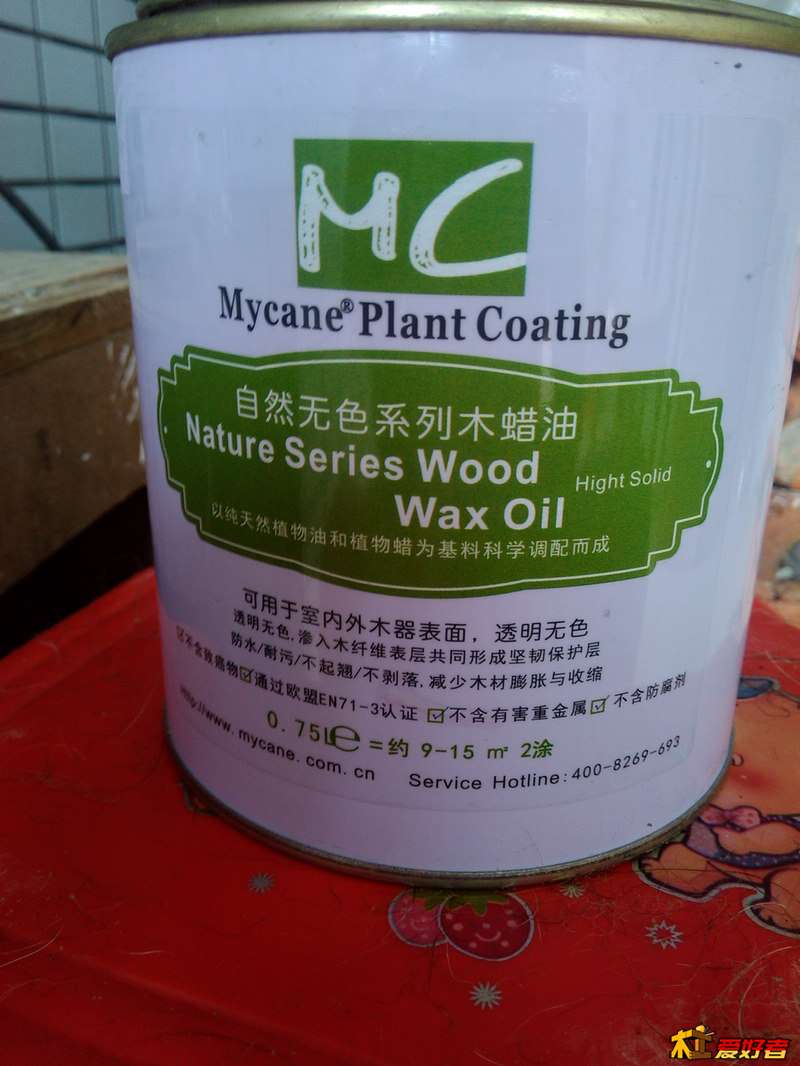 MC
Mycane® Plant Coating
自然无色系列木蜡油
Nature Series Wood
Hight Solid
Wax Oil
以纯天然植物油和植物蜡为基料科学调配而成
可用于室内外木器表面，透明无色
透明无色,渗入木纤维表层共同形成坚韧保护层
防水/耐污/不起翘/不剥落,减少木材膨胀与收缩
☑不含致癌物☑通过欧盟EN71-3认证 ☑不含有害重金属☑ 不含防腐剂
0.75L℮ =约 9-15 ㎡ 2涂
http://www.mycane.com.cn
Service Hotline:400-8269-693
爱好者